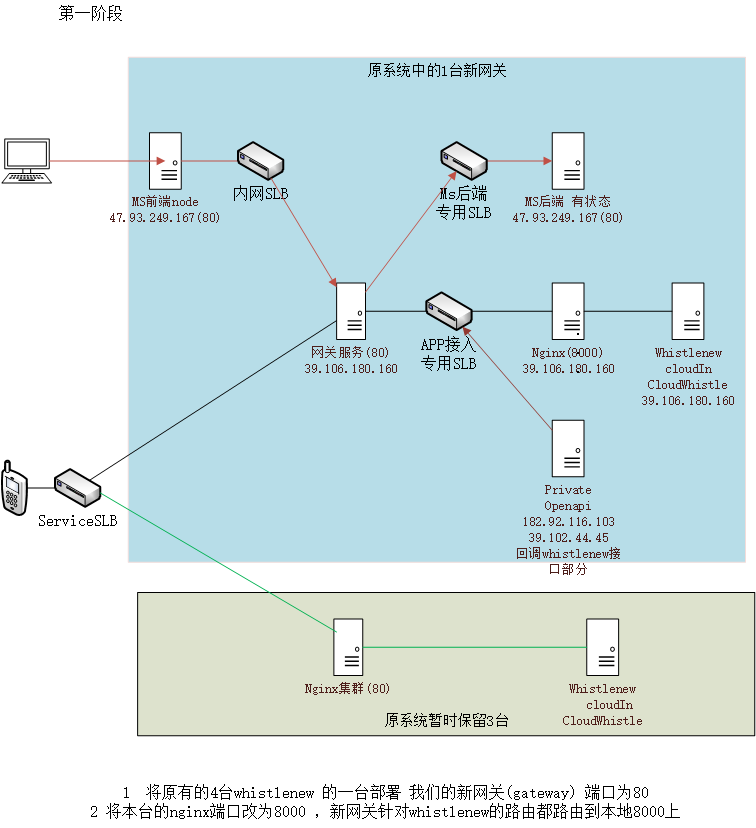 第一阶段
原系统中的1台新网关
MS前端node
47.93.249.167(80)
内网SLB
Ms后端
专用SLB
MS后端 有状态
47.93.249.167(80)
网关服务(80)
39.106.180.160
APP接入
专用SLB
Nginx(8000)
39.106.180.160
Whistlenew
cloudIn
CloudWhistle
39.106.180.160
Private
Openapi
182.92.116.103
39.102.44.45
回调whistlenew接
口部分
ServiceSLB
Nginx集群(80)
Whistlenew
cloudIn
CloudWhistle
原系统暂时保留3台
1 将原有的4台whistlenew 的一台部署 我们的新网关(gateway) 端口为80
2 将本台的nginx端口改为8000 ，新网关针对whistlenew的路由都路由到本地8000上